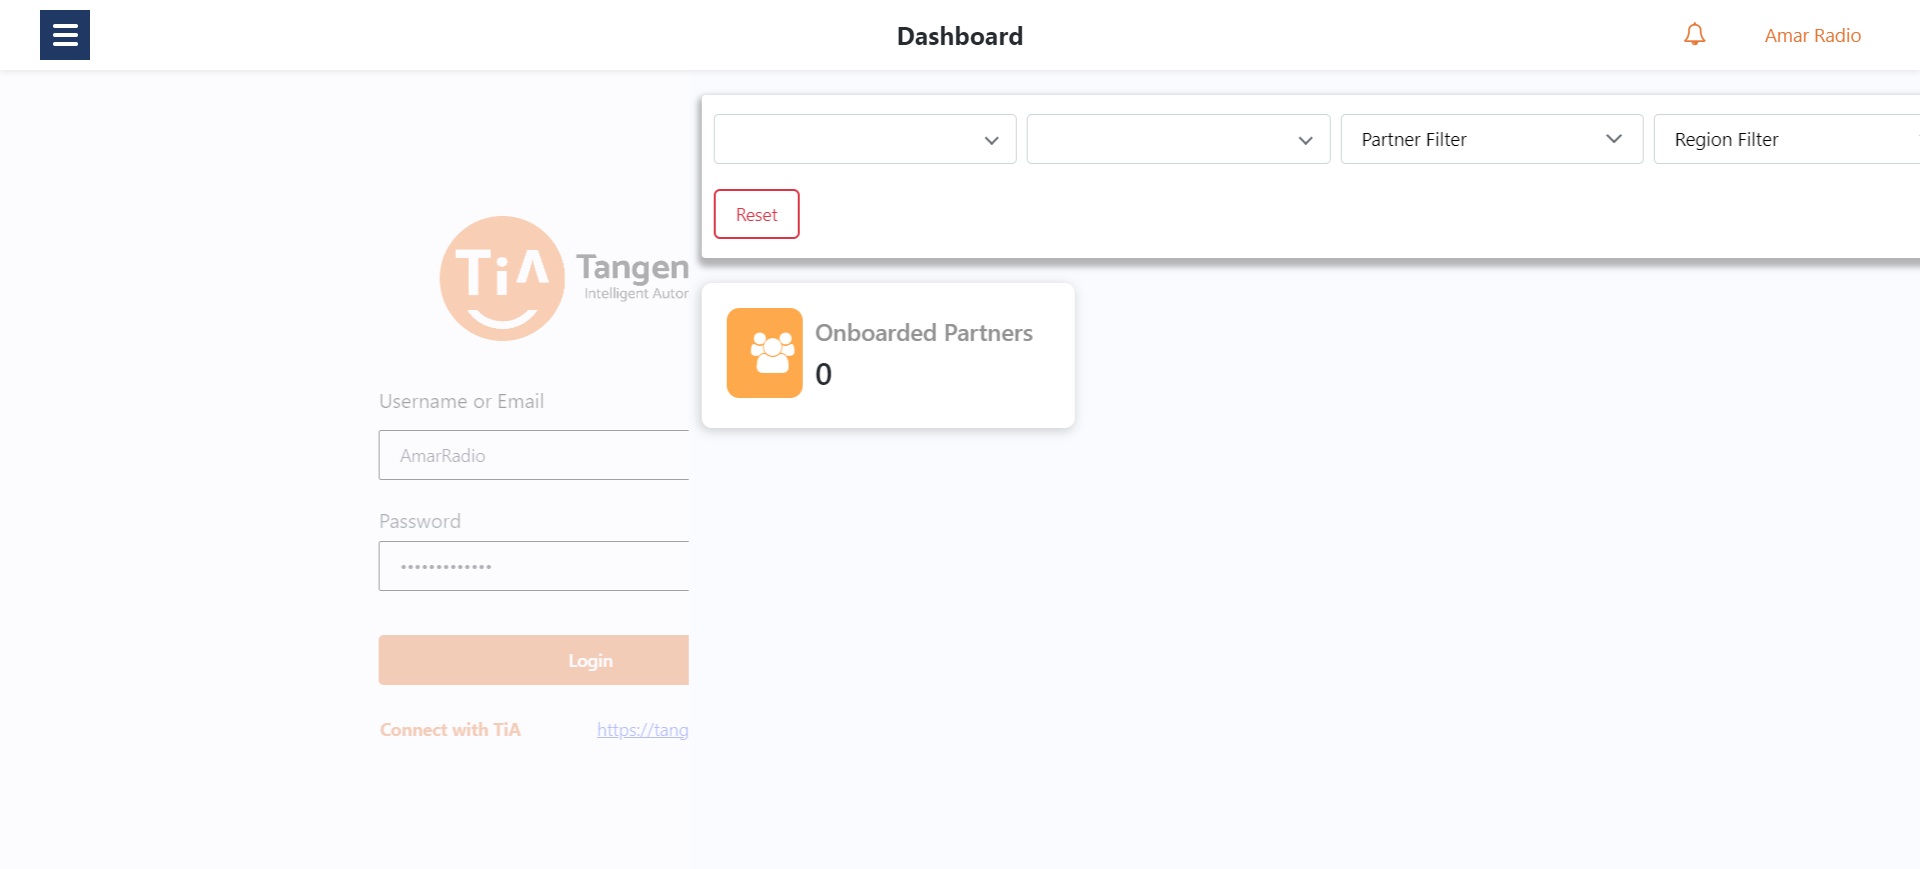 Dashboard
Amar Radio
Partner Filter
Region Filter
Reset
TiA
Tangen
Intelligent Autor
Onboarded Partners
0
Username or Email
AmarRadio
Password
•••••••••••••
Login
Connect with TiA
https://tang